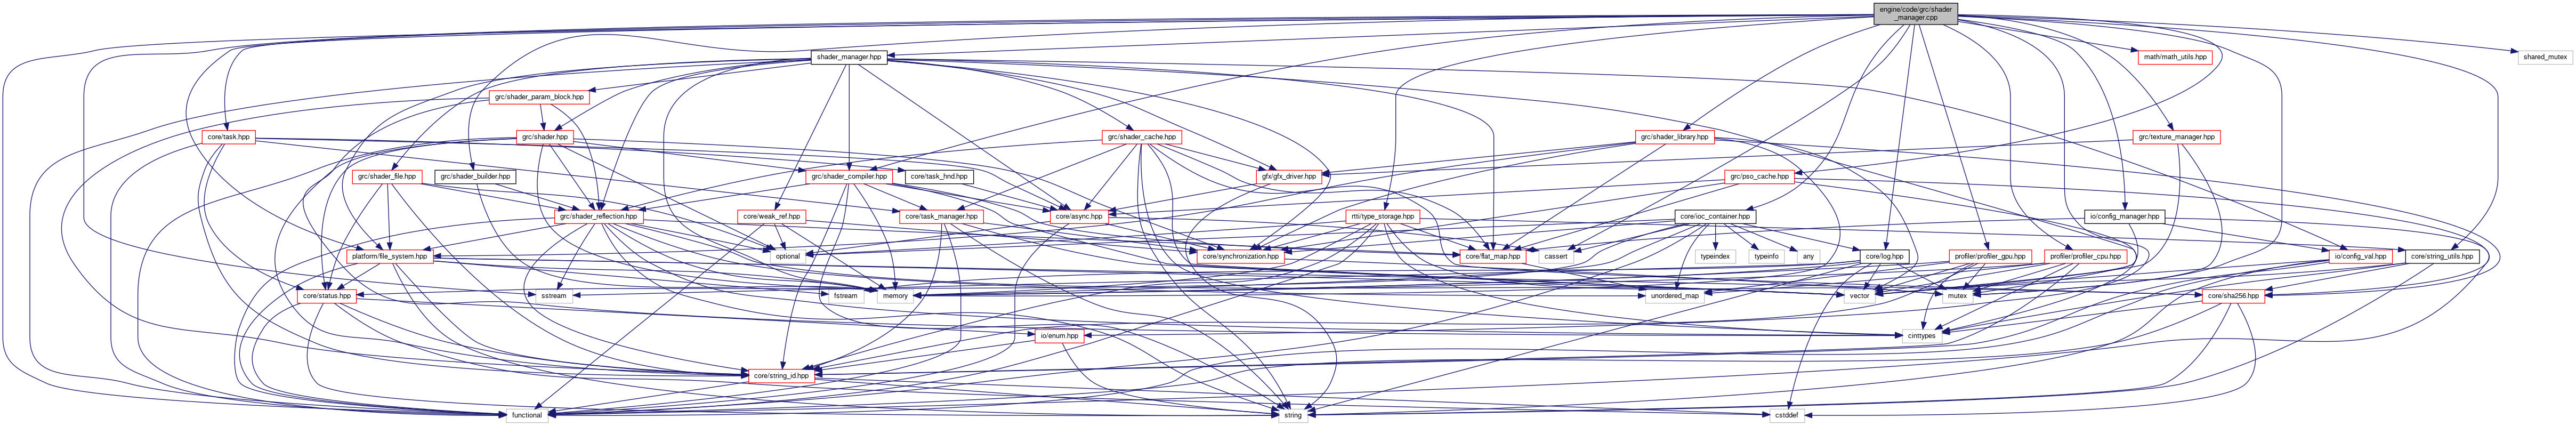 engine/code/grc/shader
_manager.cpp
shader_manager.hpp
math/math_utils.hpp
shared_mutex
grc/shader_param_block.hpp
core/task.hpp
grc/shader.hpp
grc/shader_cache.hpp
grc/shader_library.hpp
grc/texture_manager.hpp
grc/shader_file.hpp
grc/shader_builder.hpp
grc/shader_compiler.hpp
core/task_hnd.hpp
gfx/gfx_driver.hpp
grc/pso_cache.hpp
grc/shader_reflection.hpp
core/weak_ref.hpp
core/task_manager.hpp
core/async.hpp
rtti/type_storage.hpp
core/ioc_container.hpp
io/config_manager.hpp
platform/file_system.hpp
optional
core/synchronization.hpp
core/flat_map.hpp
cassert
typeindex
typeinfo
any
core/log.hpp
profiler/profiler_gpu.hpp
profiler/profiler_cpu.hpp
io/config_val.hpp
core/string_utils.hpp
core/status.hpp
sstream
fstream
memory
unordered_map
vector
mutex
core/sha256.hpp
io/enum.hpp
cinttypes
core/string_id.hpp
functional
string
cstddef